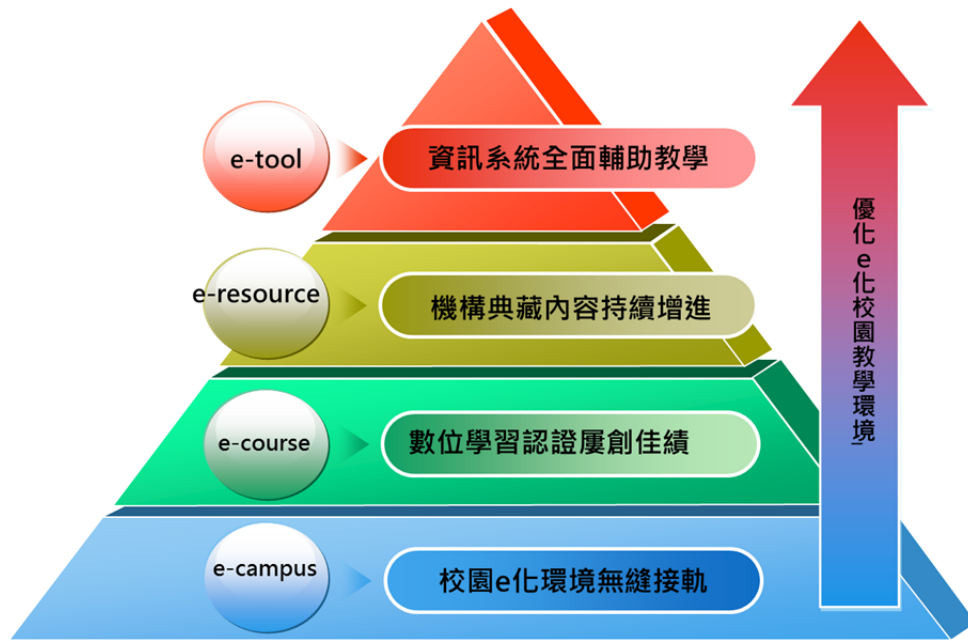 e-tool
資訊系統全面輔助教學
e-resource
機構典藏內容持續增進
e-course
數位學習認證屢創佳績
e-campus
校園e化環境無縫接軌
優化e化校園教學環境